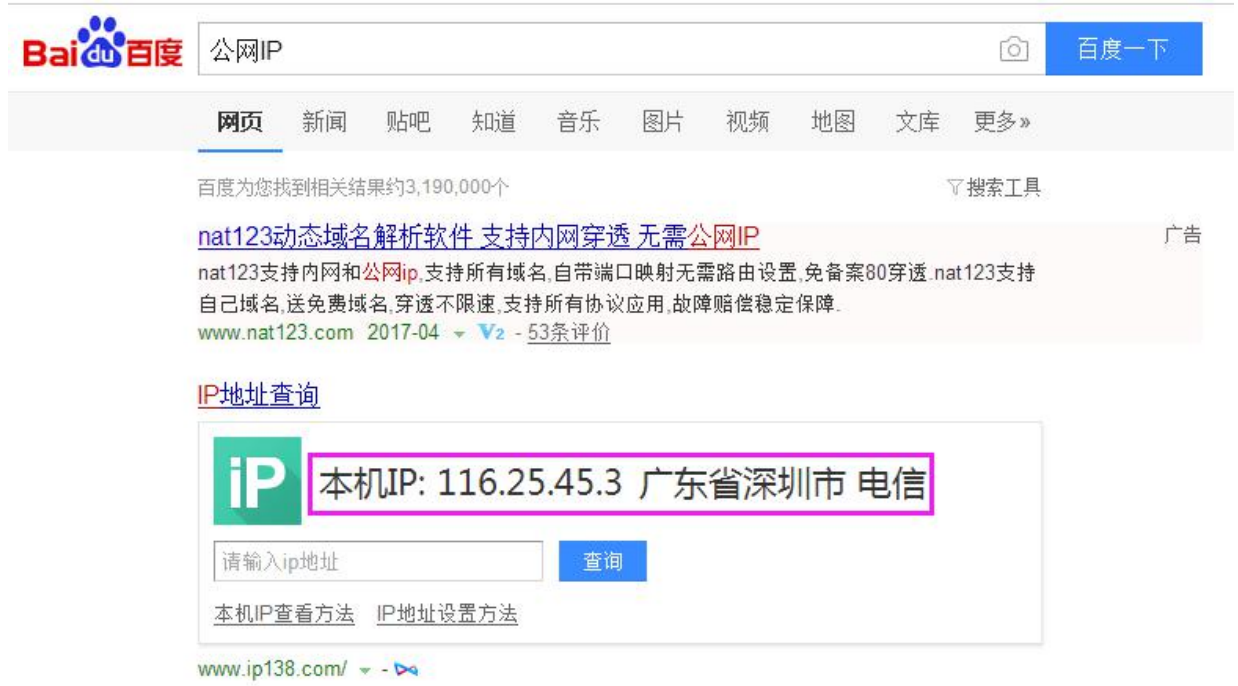 Bai du 百度 公网IP 百度一下
网页 新闻 贴吧 知道 音乐 图片 视频 地图 文库 更多»
百度为您找到相关结果约3,190,000个 搜索工具
nat123动态域名解析软件 支持内网穿透 无需公网IP 广告
nat123支持内网和公网ip,支持所有域名,自带端口映射无需路由设置,免备案80穿透.nat123支持
自己域名,送免费域名,穿透不限速,支持所有协议应用,故障赔偿稳定保障.
www.nat123.com 2017-04 V2 - 53条评价
IP地址查询
iP 本机IP: 116.25.45.3 广东省深圳市 电信
请输入ip地址 查询
本机IP查看方法 IP地址设置方法
www.ip138.com/ -